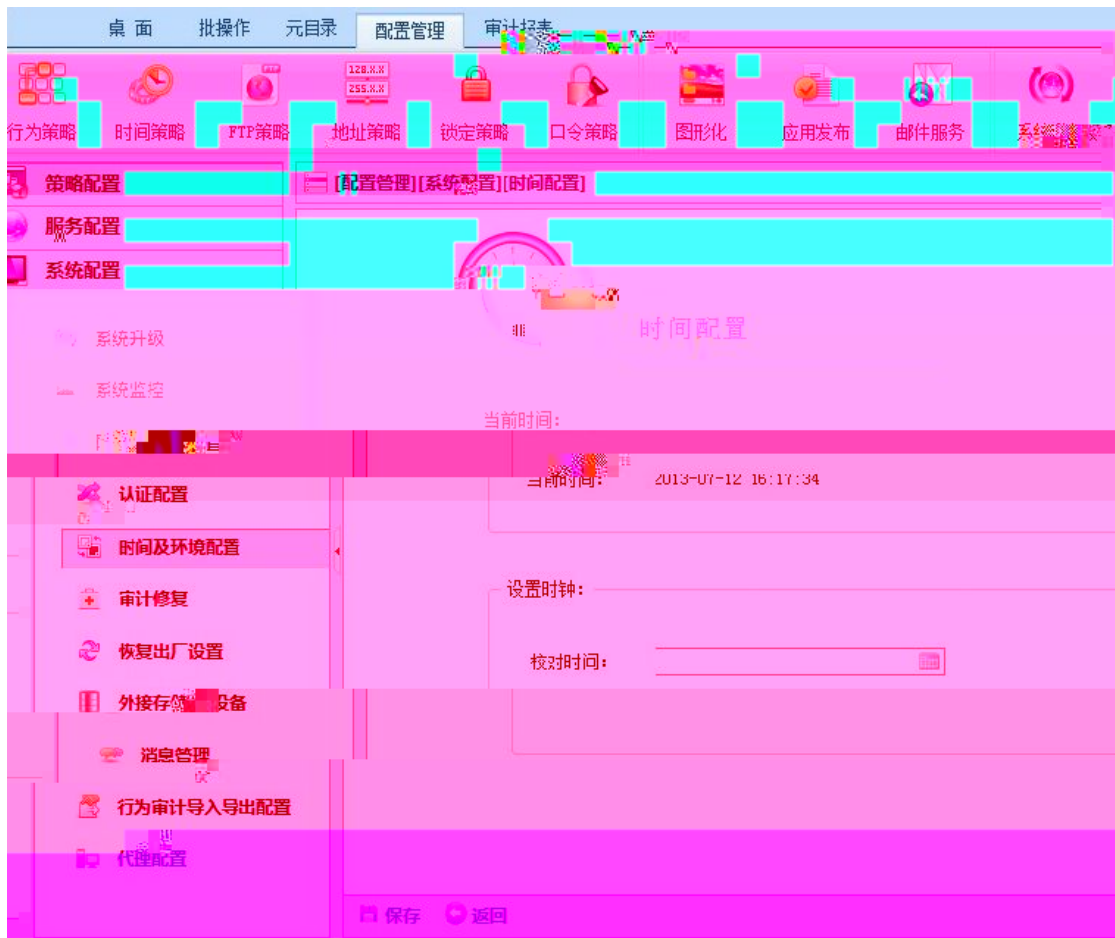 桌 面 批操作 元目录 配置管理 审计报表
128.X.X
255.X.X
FTP
行为策略 时间策略 FTP策略 地址策略 锁定策略 口令策略 图形化 应用发布 邮件服务
策略配置
[配置管理][系统配置][时间配置]
服务配置
系统配置
时间配置
系统升级
系统监控
当前时间:
当前时间: 2013-07-12 16:17:34
认证配置
时间及环境配置
设置时钟:
审计修复
恢复出厂设置
校对时间:
外接存储设备
消息管理
行为审计导入导出配置
代理配置
保存 返回